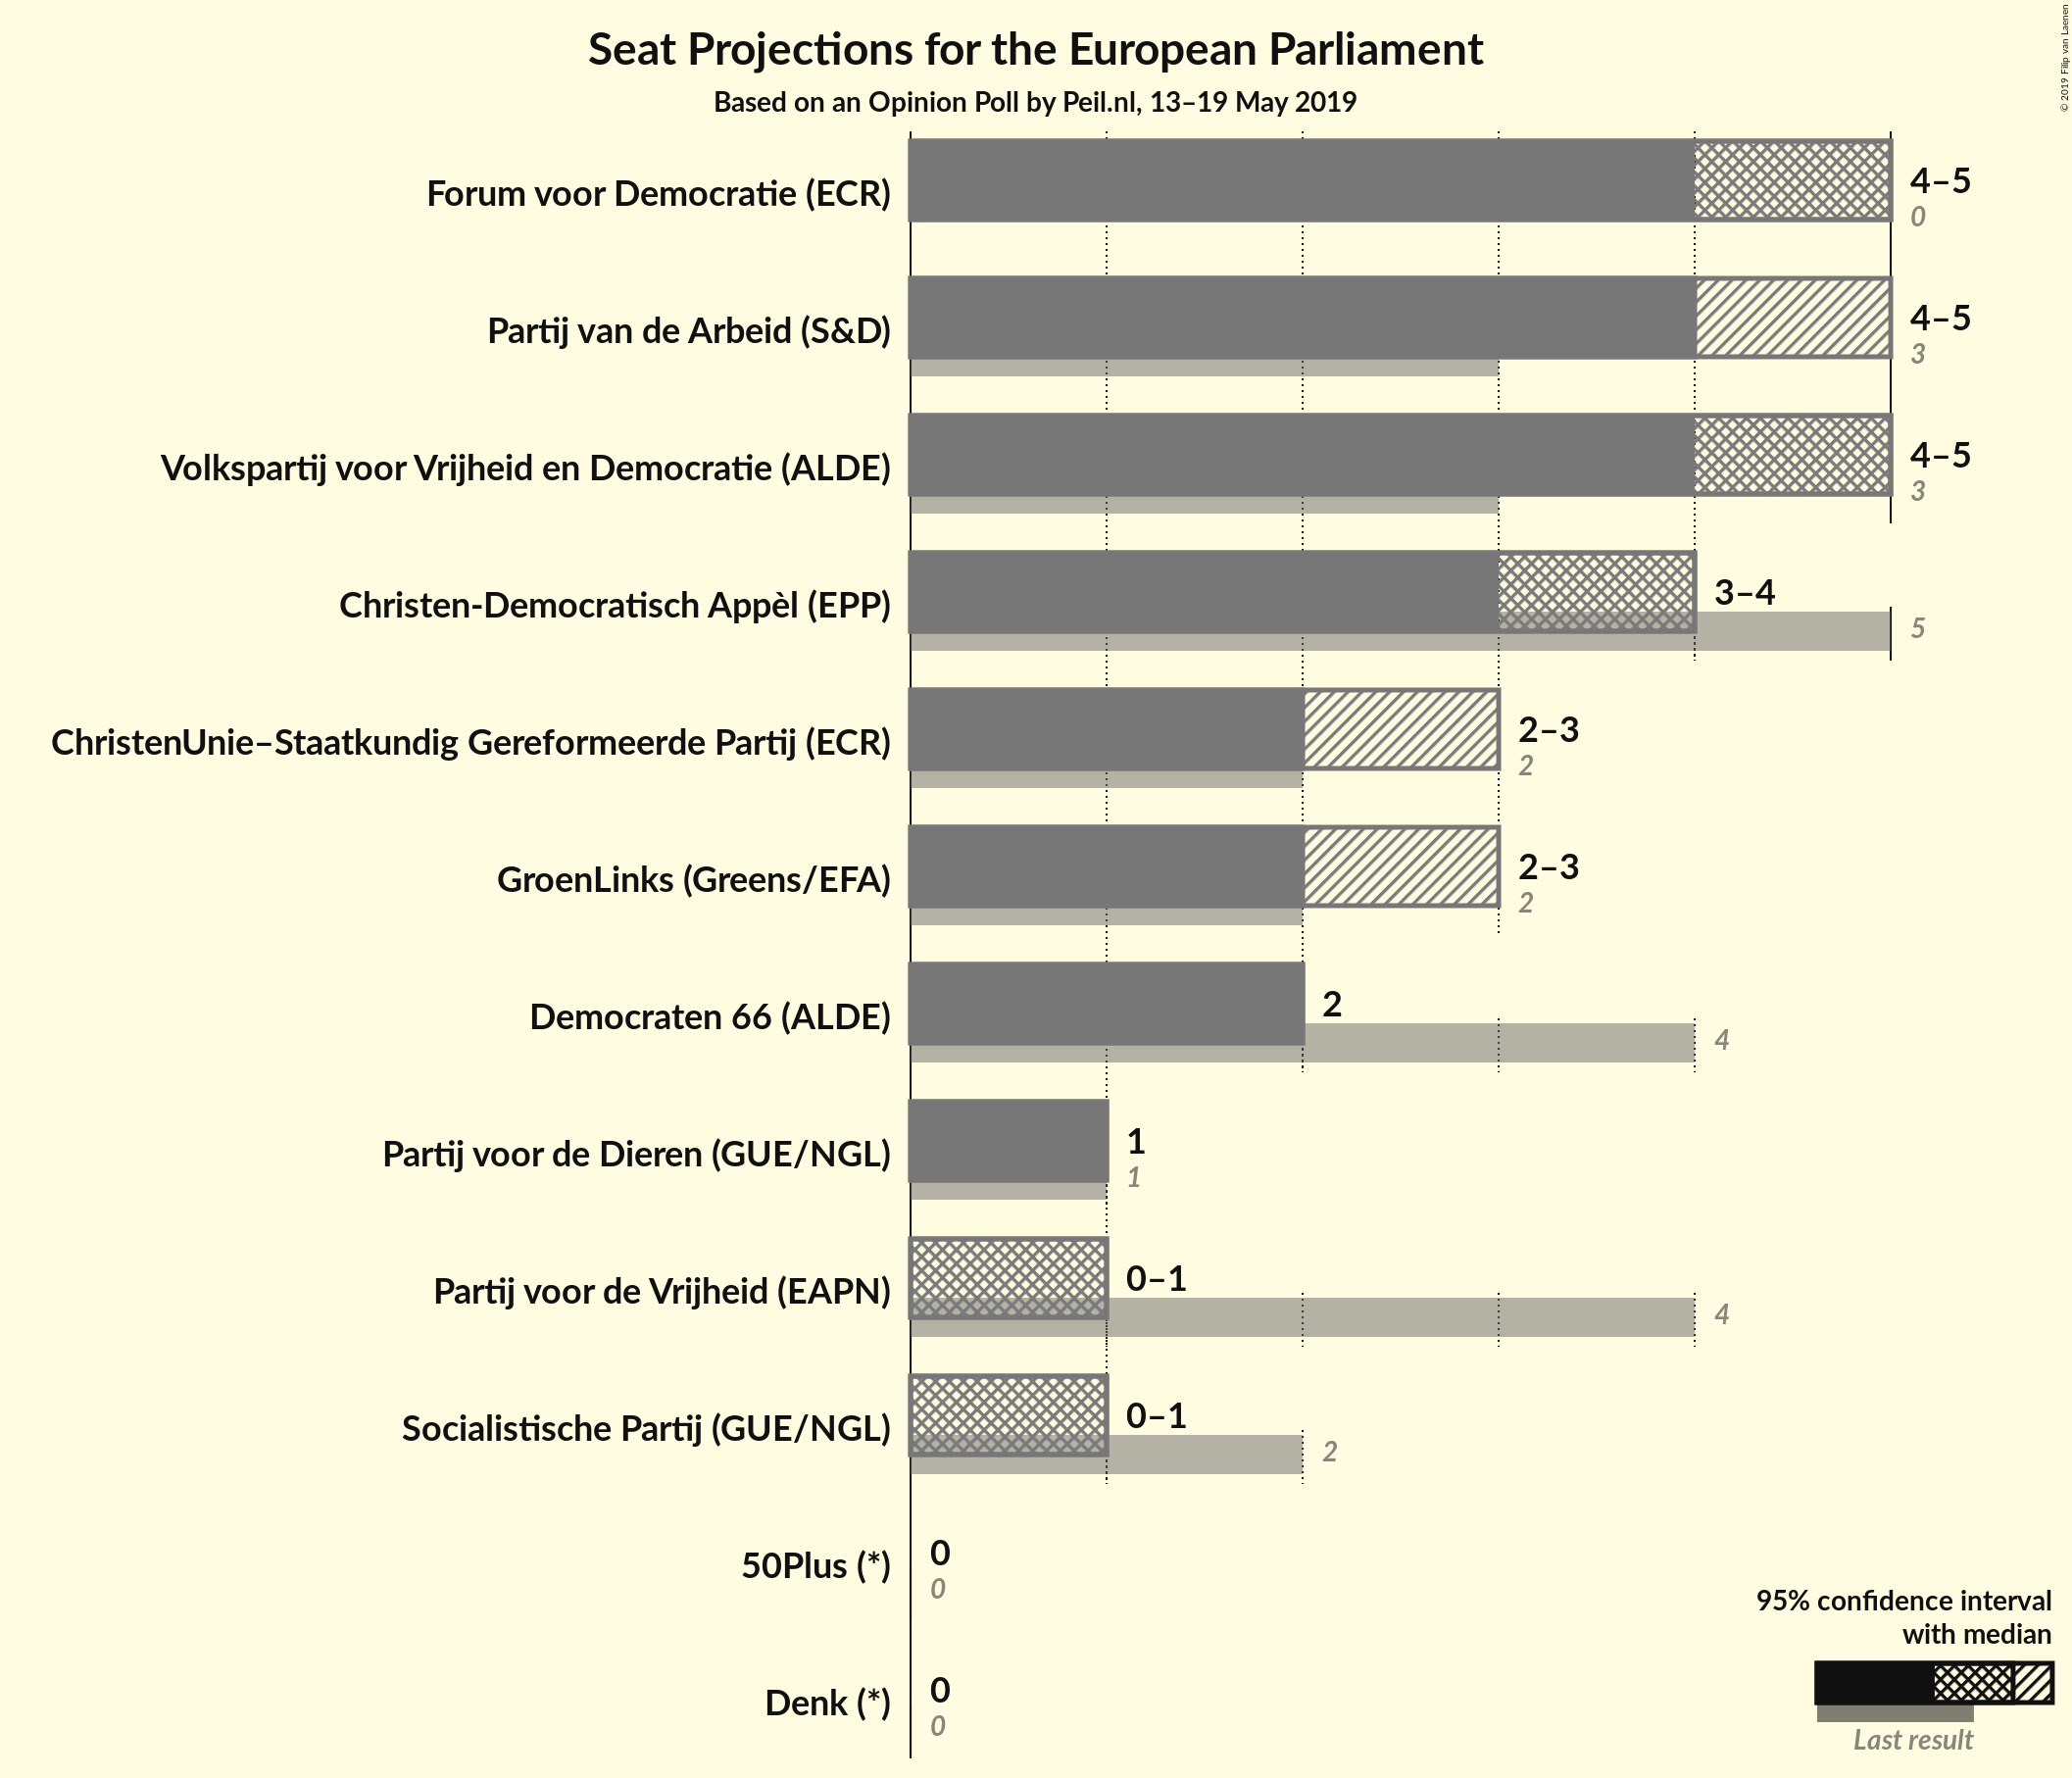 Seat Projections for the European Parliament
Based on an Opinion Poll by Peil.nl, 13–19 May 2019
© 2019 Filip van Laenen
Forum voor Democratie (ECR)
4–5
0
Partij van de Arbeid (S&D)
4–5
3
Volkspartij voor Vrijheid en Democratie (ALDE)
4–5
3
Christen-Democratisch Appèl (EPP)
3–4
5
ChristenUnie–Staatkundig Gereformeerde Partij (ECR)
2–3
2
GroenLinks (Greens/EFA)
2–3
2
Democraten 66 (ALDE)
2
4
Partij voor de Dieren (GUE/NGL)
1
1
Partij voor de Vrijheid (EAPN)
0–1
4
Socialistische Partij (GUE/NGL)
0–1
2
50Plus (*)
0
0
Denk (*)
0
0
95% confidence interval
with median
Last result